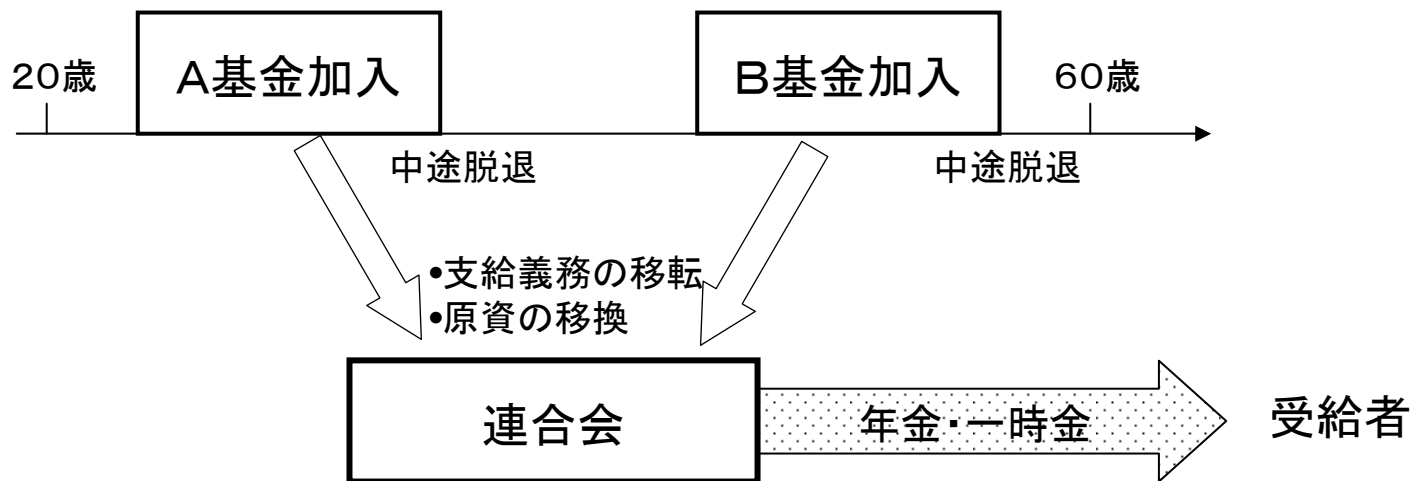 20歳
A基金加入
B基金加入
60歳
中途脱退
中途脱退
•支給義務の移転
•原資の移換
連合会
年金・一時金
受給者